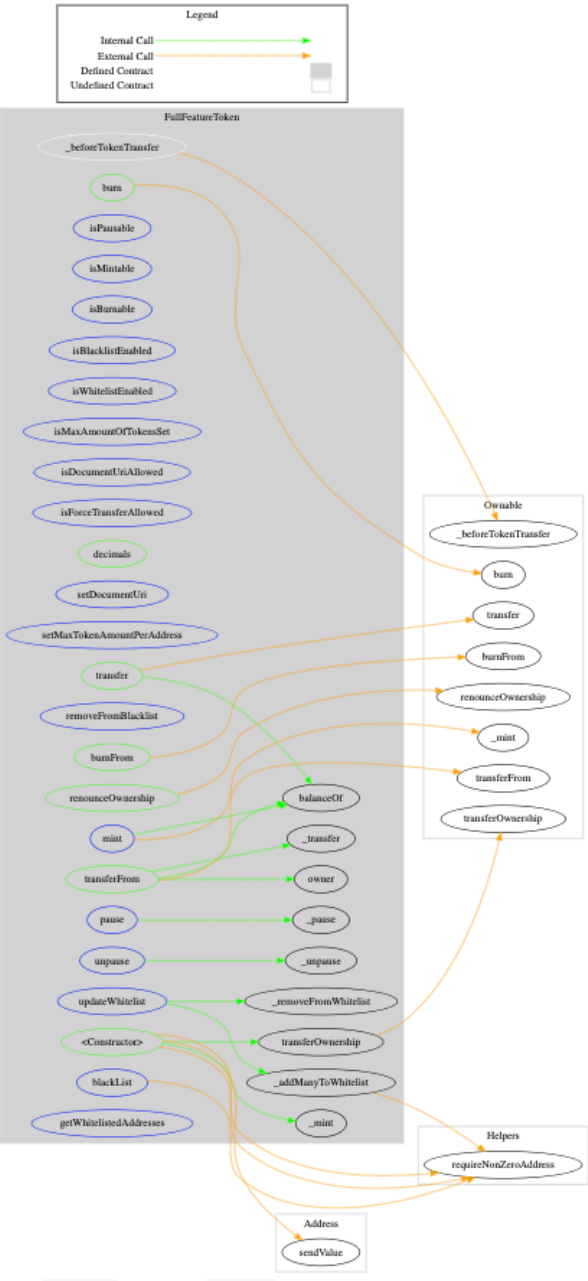 Legend
Internal Call
External Call
Defined Contract
Undefined Contract
FullFeatureToken
_beforeTokenTransfer
burn
isPausable
isMintable
isBurnable
isBlacklistEnabled
isWhitelistEnabled
isMaxAmountOfTokensSet
isDocumentUriAllowed
isForceTransferAllowed
decimals
setDocumentUri
setMaxTokenAmountPerAddress
transfer
removeFromBlacklist
burnFrom
renounceOwnership
mint
transferFrom
pause
unpause
updateWhitelist
<Constructor>
blackList
getWhitelistedAddresses
balanceOf
_transfer
owner
_pause
_unpause
_removeFromWhitelist
transferOwnership
_addManyToWhitelist
_mint
Ownable
_beforeTokenTransfer
burn
transfer
burnFrom
renounceOwnership
_mint
transferFrom
transferOwnership
Helpers
requireNonZeroAddress
Address
sendValue